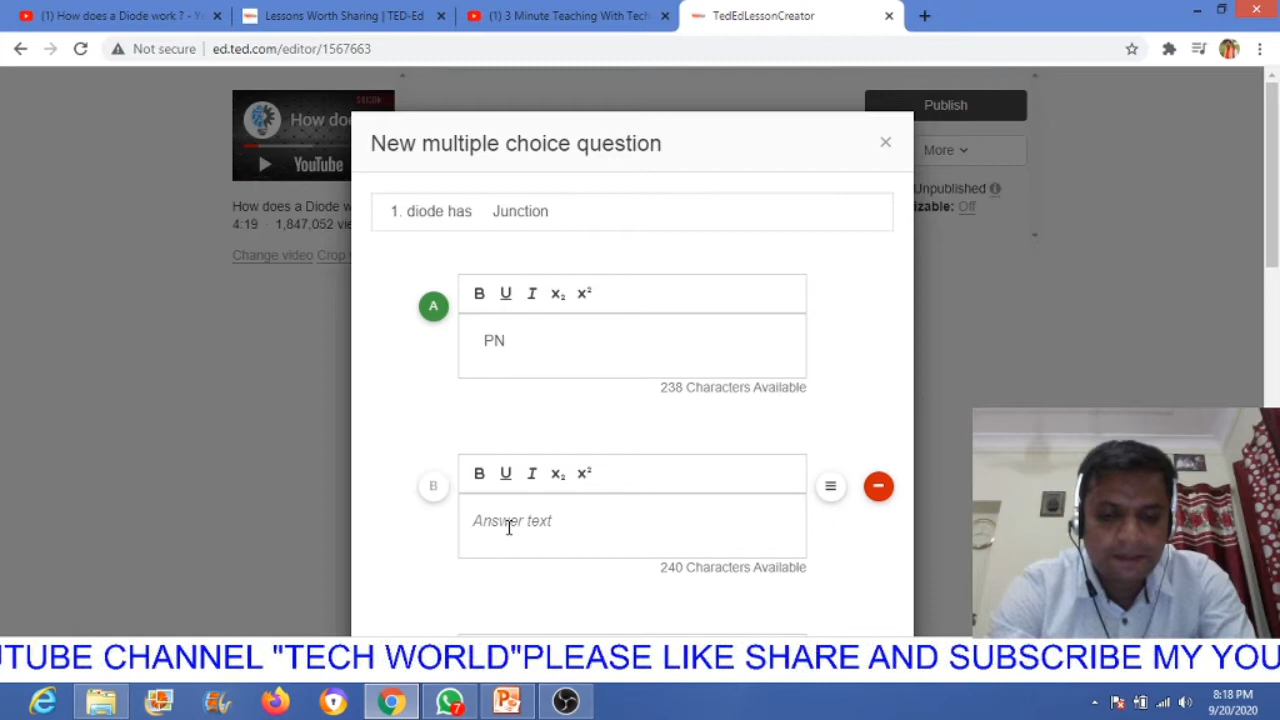 (1) How does a Diode work ? - Y
Lessons Worth Sharing | TED-Ed
(1) 3 Minute Teaching With Tech
TedEdLessonCreator
Not secure
ed.ted.com/editor/1567663
How do
YouTube
Publish
More
New multiple choice question
How does a Diode w
4:19 · 1,847,052 vi
Unpublished
izable: Off
Change video Crop
1. diode has Junction
A
B U I x₂ x²
PN
238 Characters Available
B
B U I x₂ x²
Answer text
240 Characters Available
UTUBE CHANNEL "TECH WORLD"PLEASE LIKE SHARE AND SUBSCRIBE MY YOU
7
8:18 PM
9/20/2020